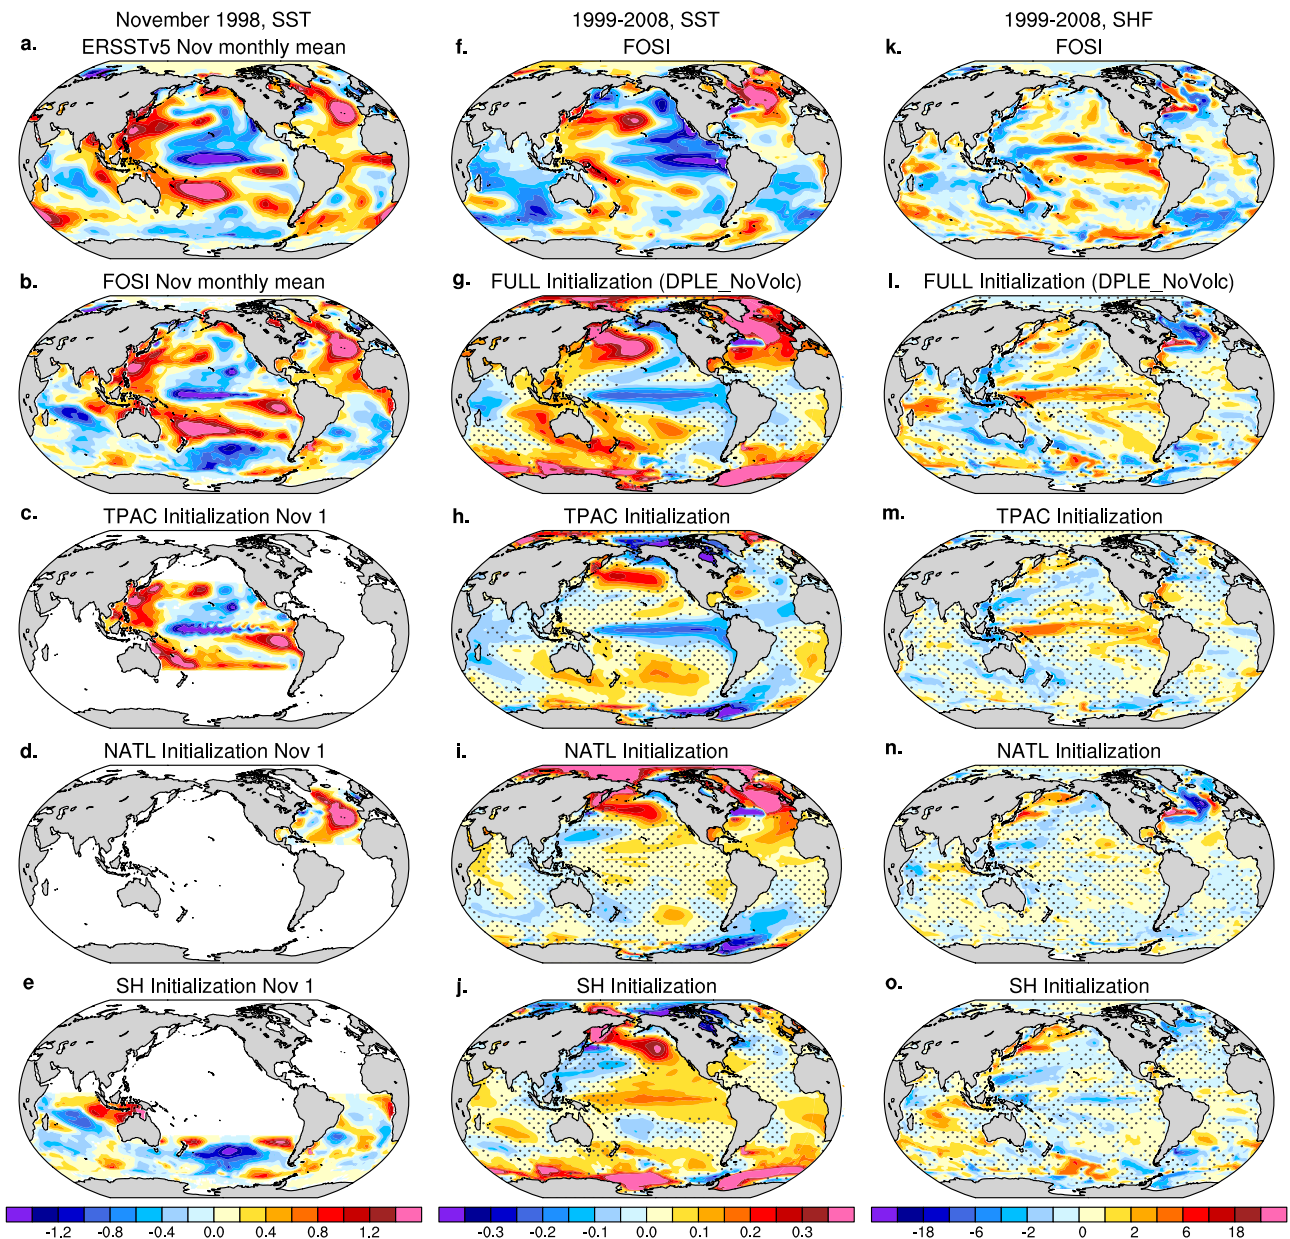 November 1998, SST
a. ERSSTv5 Nov monthly mean
b. FOSI Nov monthly mean
c. TPAC Initialization Nov 1
d. NATL Initialization Nov 1
e SH Initialization Nov 1
-1.2 -0.8 -0.4 0.0 0.4 0.8 1.2
1999-2008, SST
f. FOSI
g. FULL Initialization (DPLE_NoVolc)
h. TPAC Initialization
i. NATL Initialization
j. SH Initialization
-0.3 -0.2 -0.1 0.0 0.1 0.2 0.3
1999-2008, SHF
k. FOSI
l. FULL Initialization (DPLE_NoVolc)
m. TPAC Initialization
n. NATL Initialization
o. SH Initialization
-18 -6 -2 0 2 6 18